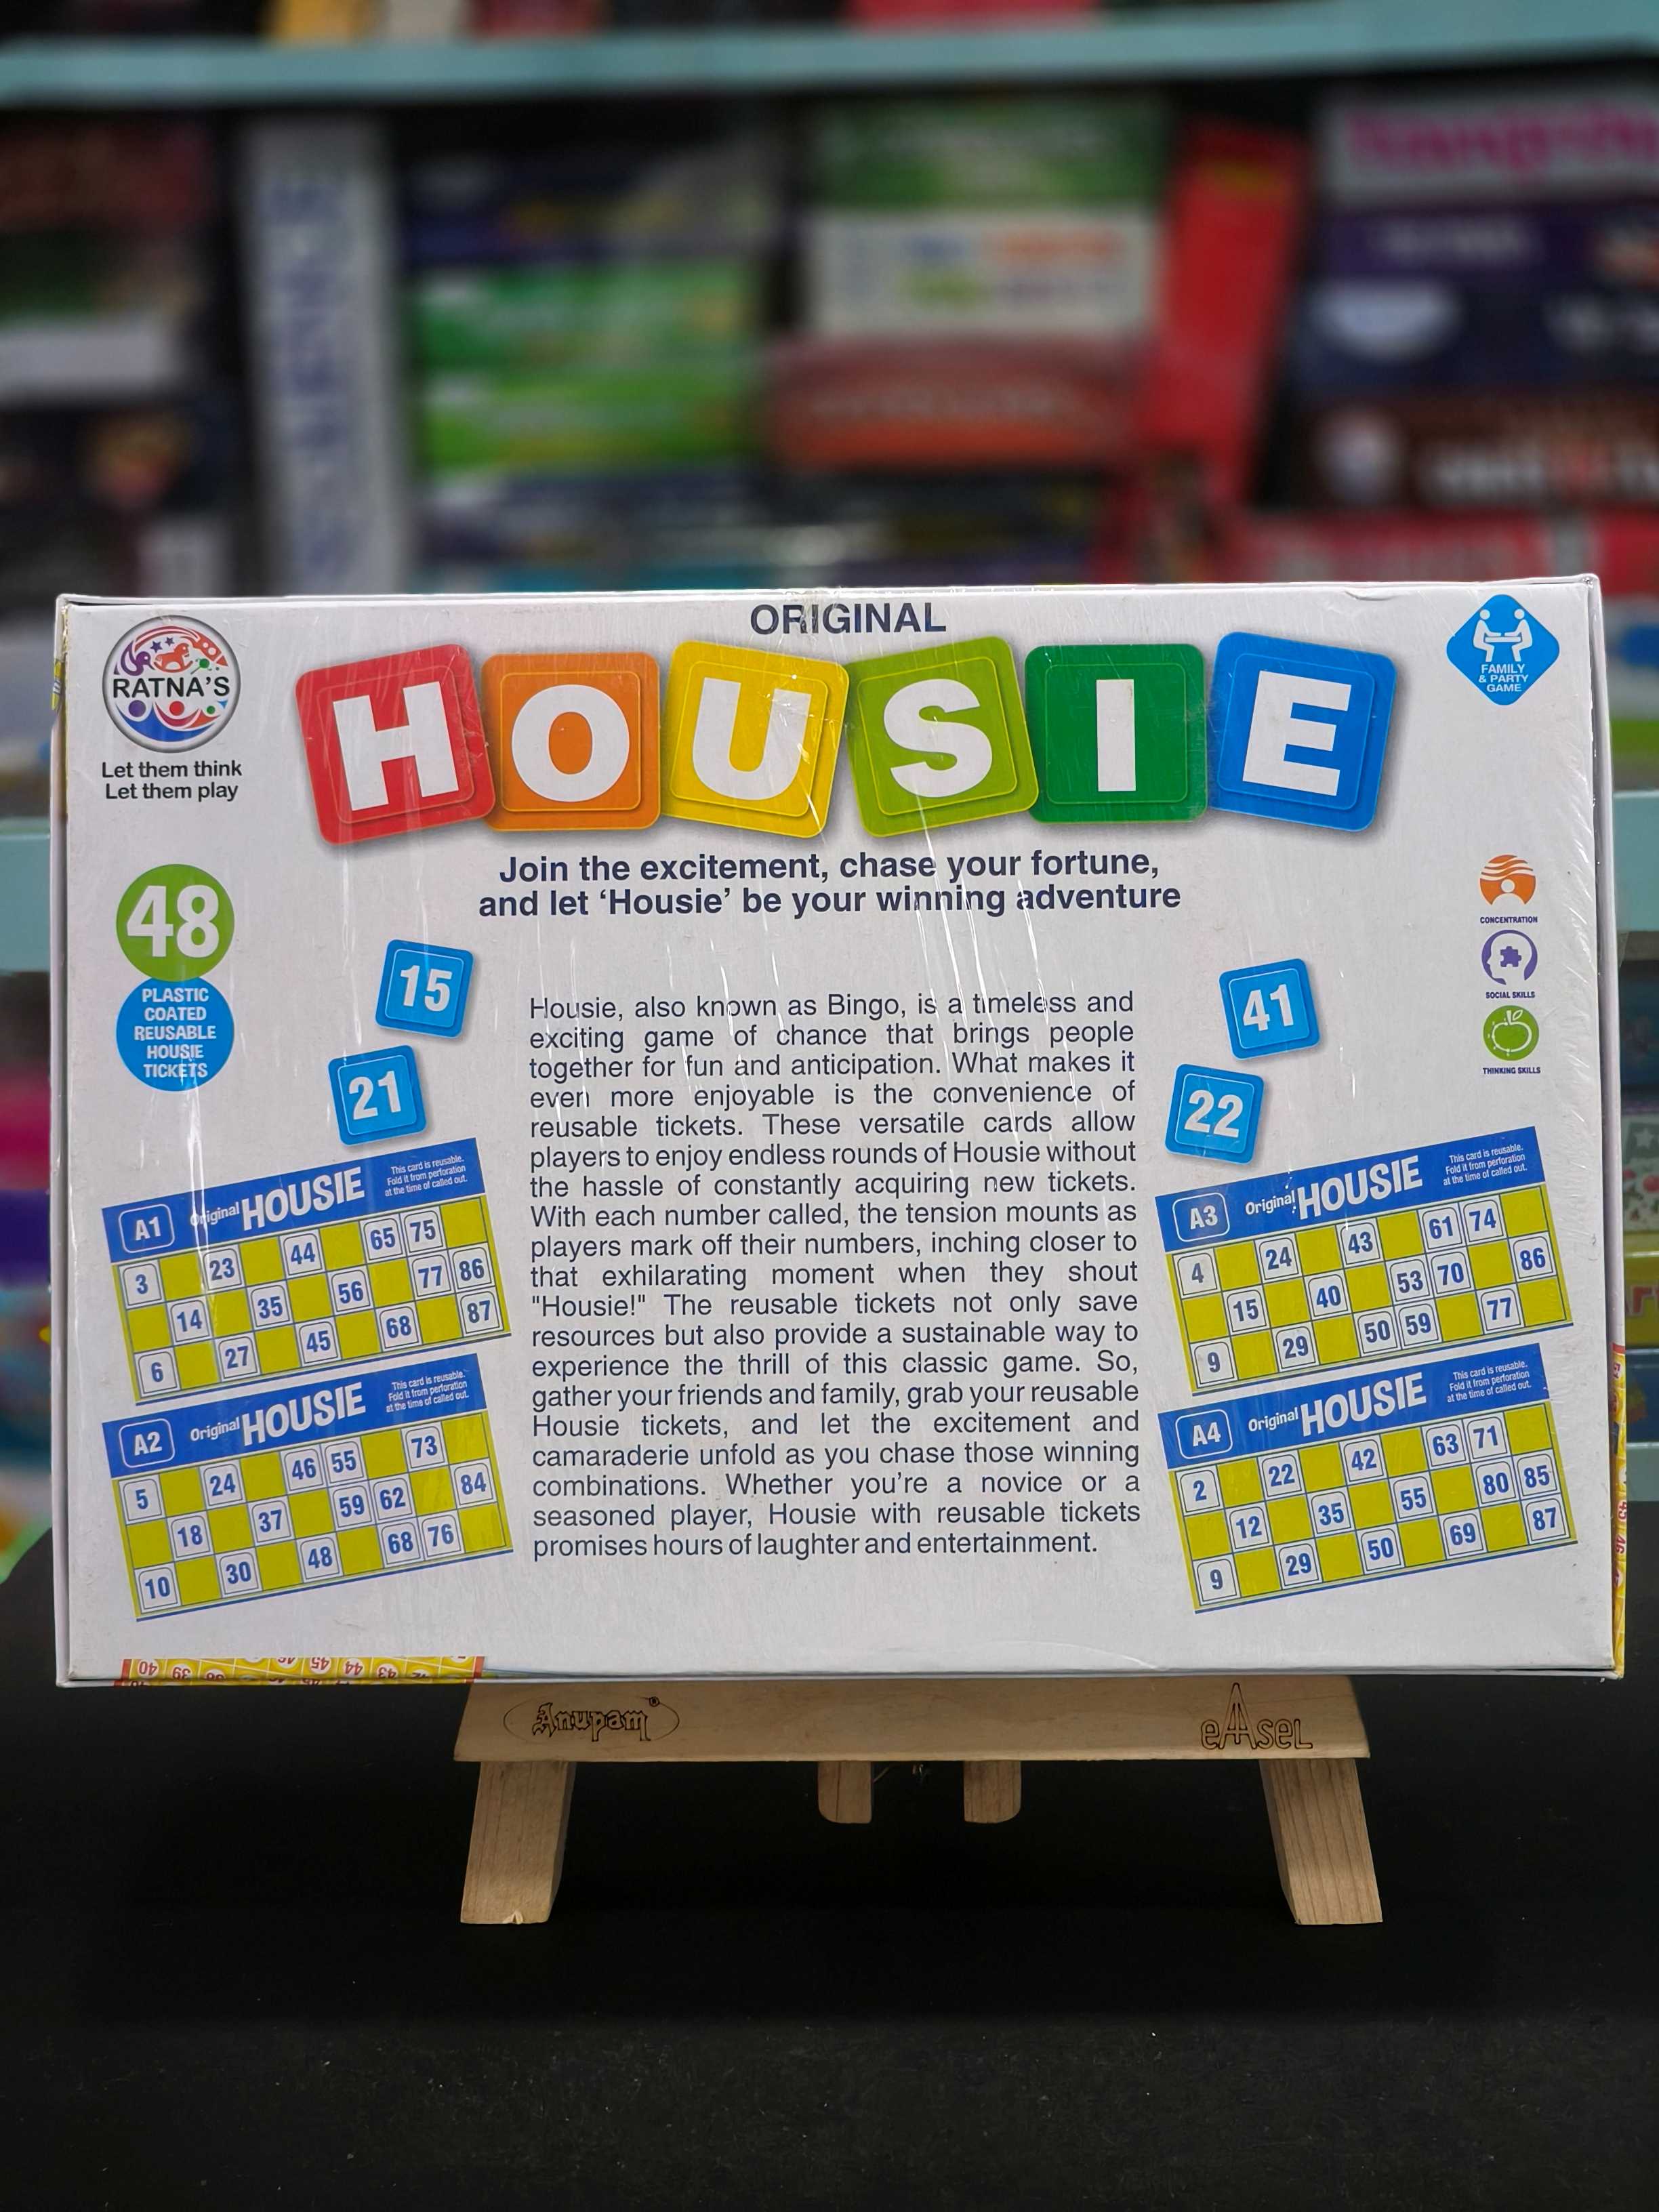 ORIGINAL
HOUSIE
RATNA'S
Let them think
Let them play
FAMILY
& PARTY
GAME
Join the excitement, chase your fortune,
and let ‘Housie’ be your winning adventure
48
PLASTIC
COATED
REUSABLE
HOUSIE
TICKETS
CONCENTRATION
SOCIAL SKILLS
THINKING SKILLS
15
21
41
22
Housie, also known as Bingo, is a timeless and
exciting game of chance that brings people
together for fun and anticipation. What makes it
even more enjoyable is the convenience of
reusable tickets. These versatile cards allow
players to enjoy endless rounds of Housie without
the hassle of constantly acquiring new tickets.
With each number called, the tension mounts as
players mark off their numbers, inching closer to
that exhilarating moment when they shout
"Housie!" The reusable tickets not only save
resources but also provide a sustainable way to
experience the thrill of this classic game. So,
gather your friends and family, grab your reusable
Housie tickets, and let the excitement and
camaraderie unfold as you chase those winning
combinations. Whether you're a novice or a
seasoned player, Housie with reusable tickets
promises hours of laughter and entertainment.
A1 Original HOUSIE
This card is reusable.
Fold it from perforation
at the time of called out.
3 23 44 65 75
14 35 56 77 86
6 27 45 68 87
A2 Original HOUSIE
This card is reusable.
Fold it from perforation
at the time of called out.
5 24 46 55 73
18 37 59 62 84
10 30 48 68 76
A3 Original HOUSIE
This card is reusable.
Fold it from perforation
at the time of called out.
4 24 43 61 74
15 40 53 70 86
9 29 50 59 77
A4 Original HOUSIE
This card is reusable.
Fold it from perforation
at the time of called out.
2 22 42 63 71
12 35 55 80 85
9 29 50 69 87
40 39 45 44 43
Anupam®
eAsel